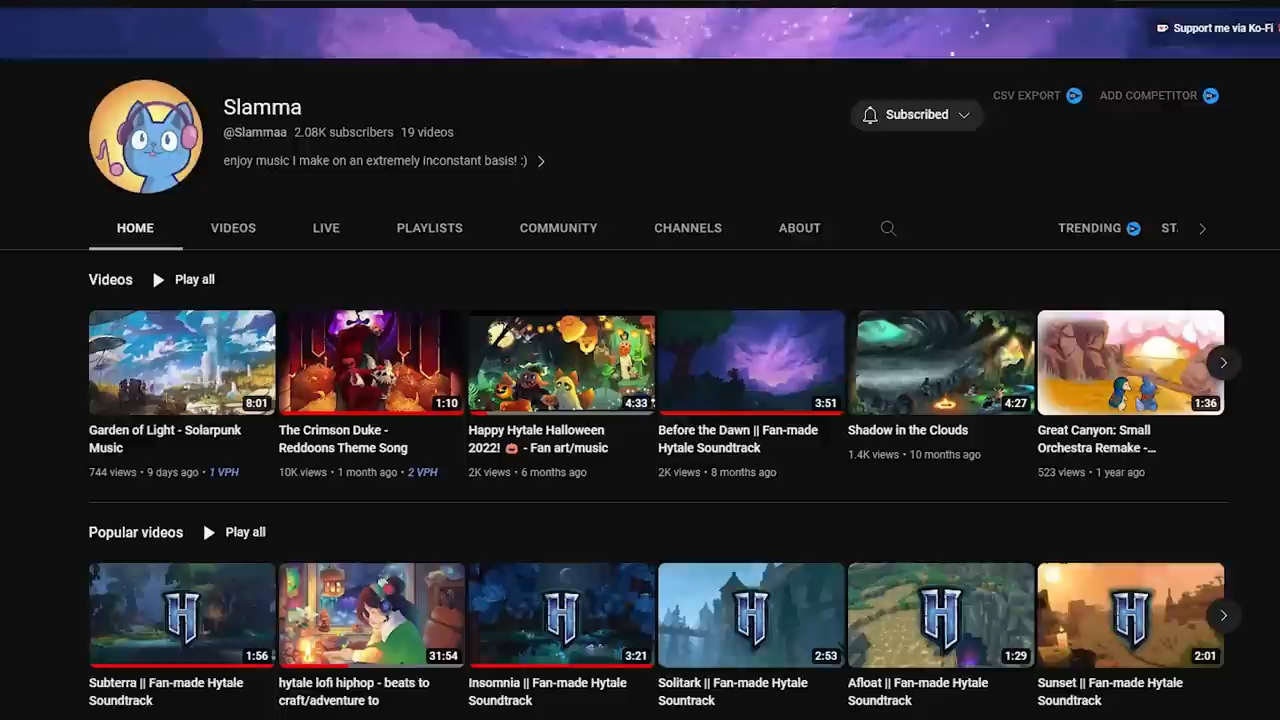 Support me via Ko-Fi
Slamma
@Slammaa 2.08K subscribers 19 videos
enjoy music I make on an extremely inconstant basis! :)
Subscribed
CSV EXPORT
ADD COMPETITOR
HOME VIDEOS LIVE PLAYLISTS COMMUNITY CHANNELS ABOUT TRENDING ST.
Videos Play all
8:01 1:10 4:33 3:51 4:27 1:36
Garden of Light - Solarpunk
Music
744 views • 9 days ago • 1 VPH
The Crimson Duke -
Reddoons Theme Song
10K views • 1 month ago • 2 VPH
Happy Hytale Halloween
2022! 🎃 - Fan art/music
2K views • 6 months ago
Before the Dawn || Fan-made
Hytale Soundtrack
2K views • 8 months ago
Shadow in the Clouds
1.4K views • 10 months ago
Great Canyon: Small
Orchestra Remake -...
523 views • 1 year ago
Popular videos Play all
H H H H H
1:56 31:54 3:21 2:53 1:29 2:01
Subterra || Fan-made Hytale
Soundtrack
hytale lofi hiphop - beats to
craft/adventure to
Insomnia || Fan-made Hytale
Soundtrack
Solitark || Fan-made Hytale
Sountrack
Afloat || Fan-made Hytale
Soundtrack
Sunset || Fan-made Hytale
Soundtrack